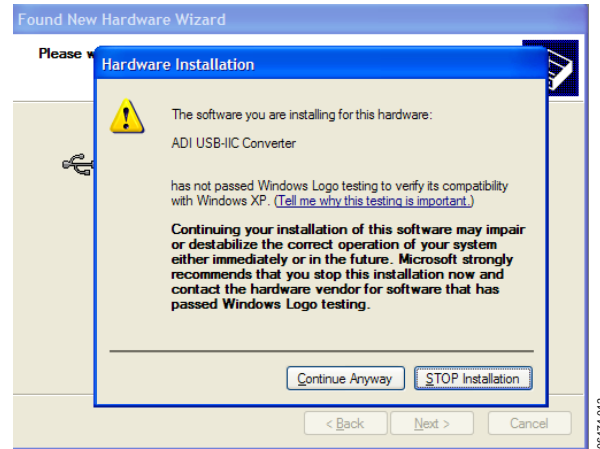 Found New Hardware Wizard
Please w
Hardware Installation
The software you are installing for this hardware:
ADI USB-IIC Converter
has not passed Windows Logo testing to verify its compatibility
with Windows XP. (Tell me why this testing is important.)
Continuing your installation of this software may impair
or destabilize the correct operation of your system
either immediately or in the future. Microsoft strongly
recommends that you stop this installation now and
contact the hardware vendor for software that has
passed Windows Logo testing.
Continue Anyway
STOP Installation
< Back
Next >
Cancel